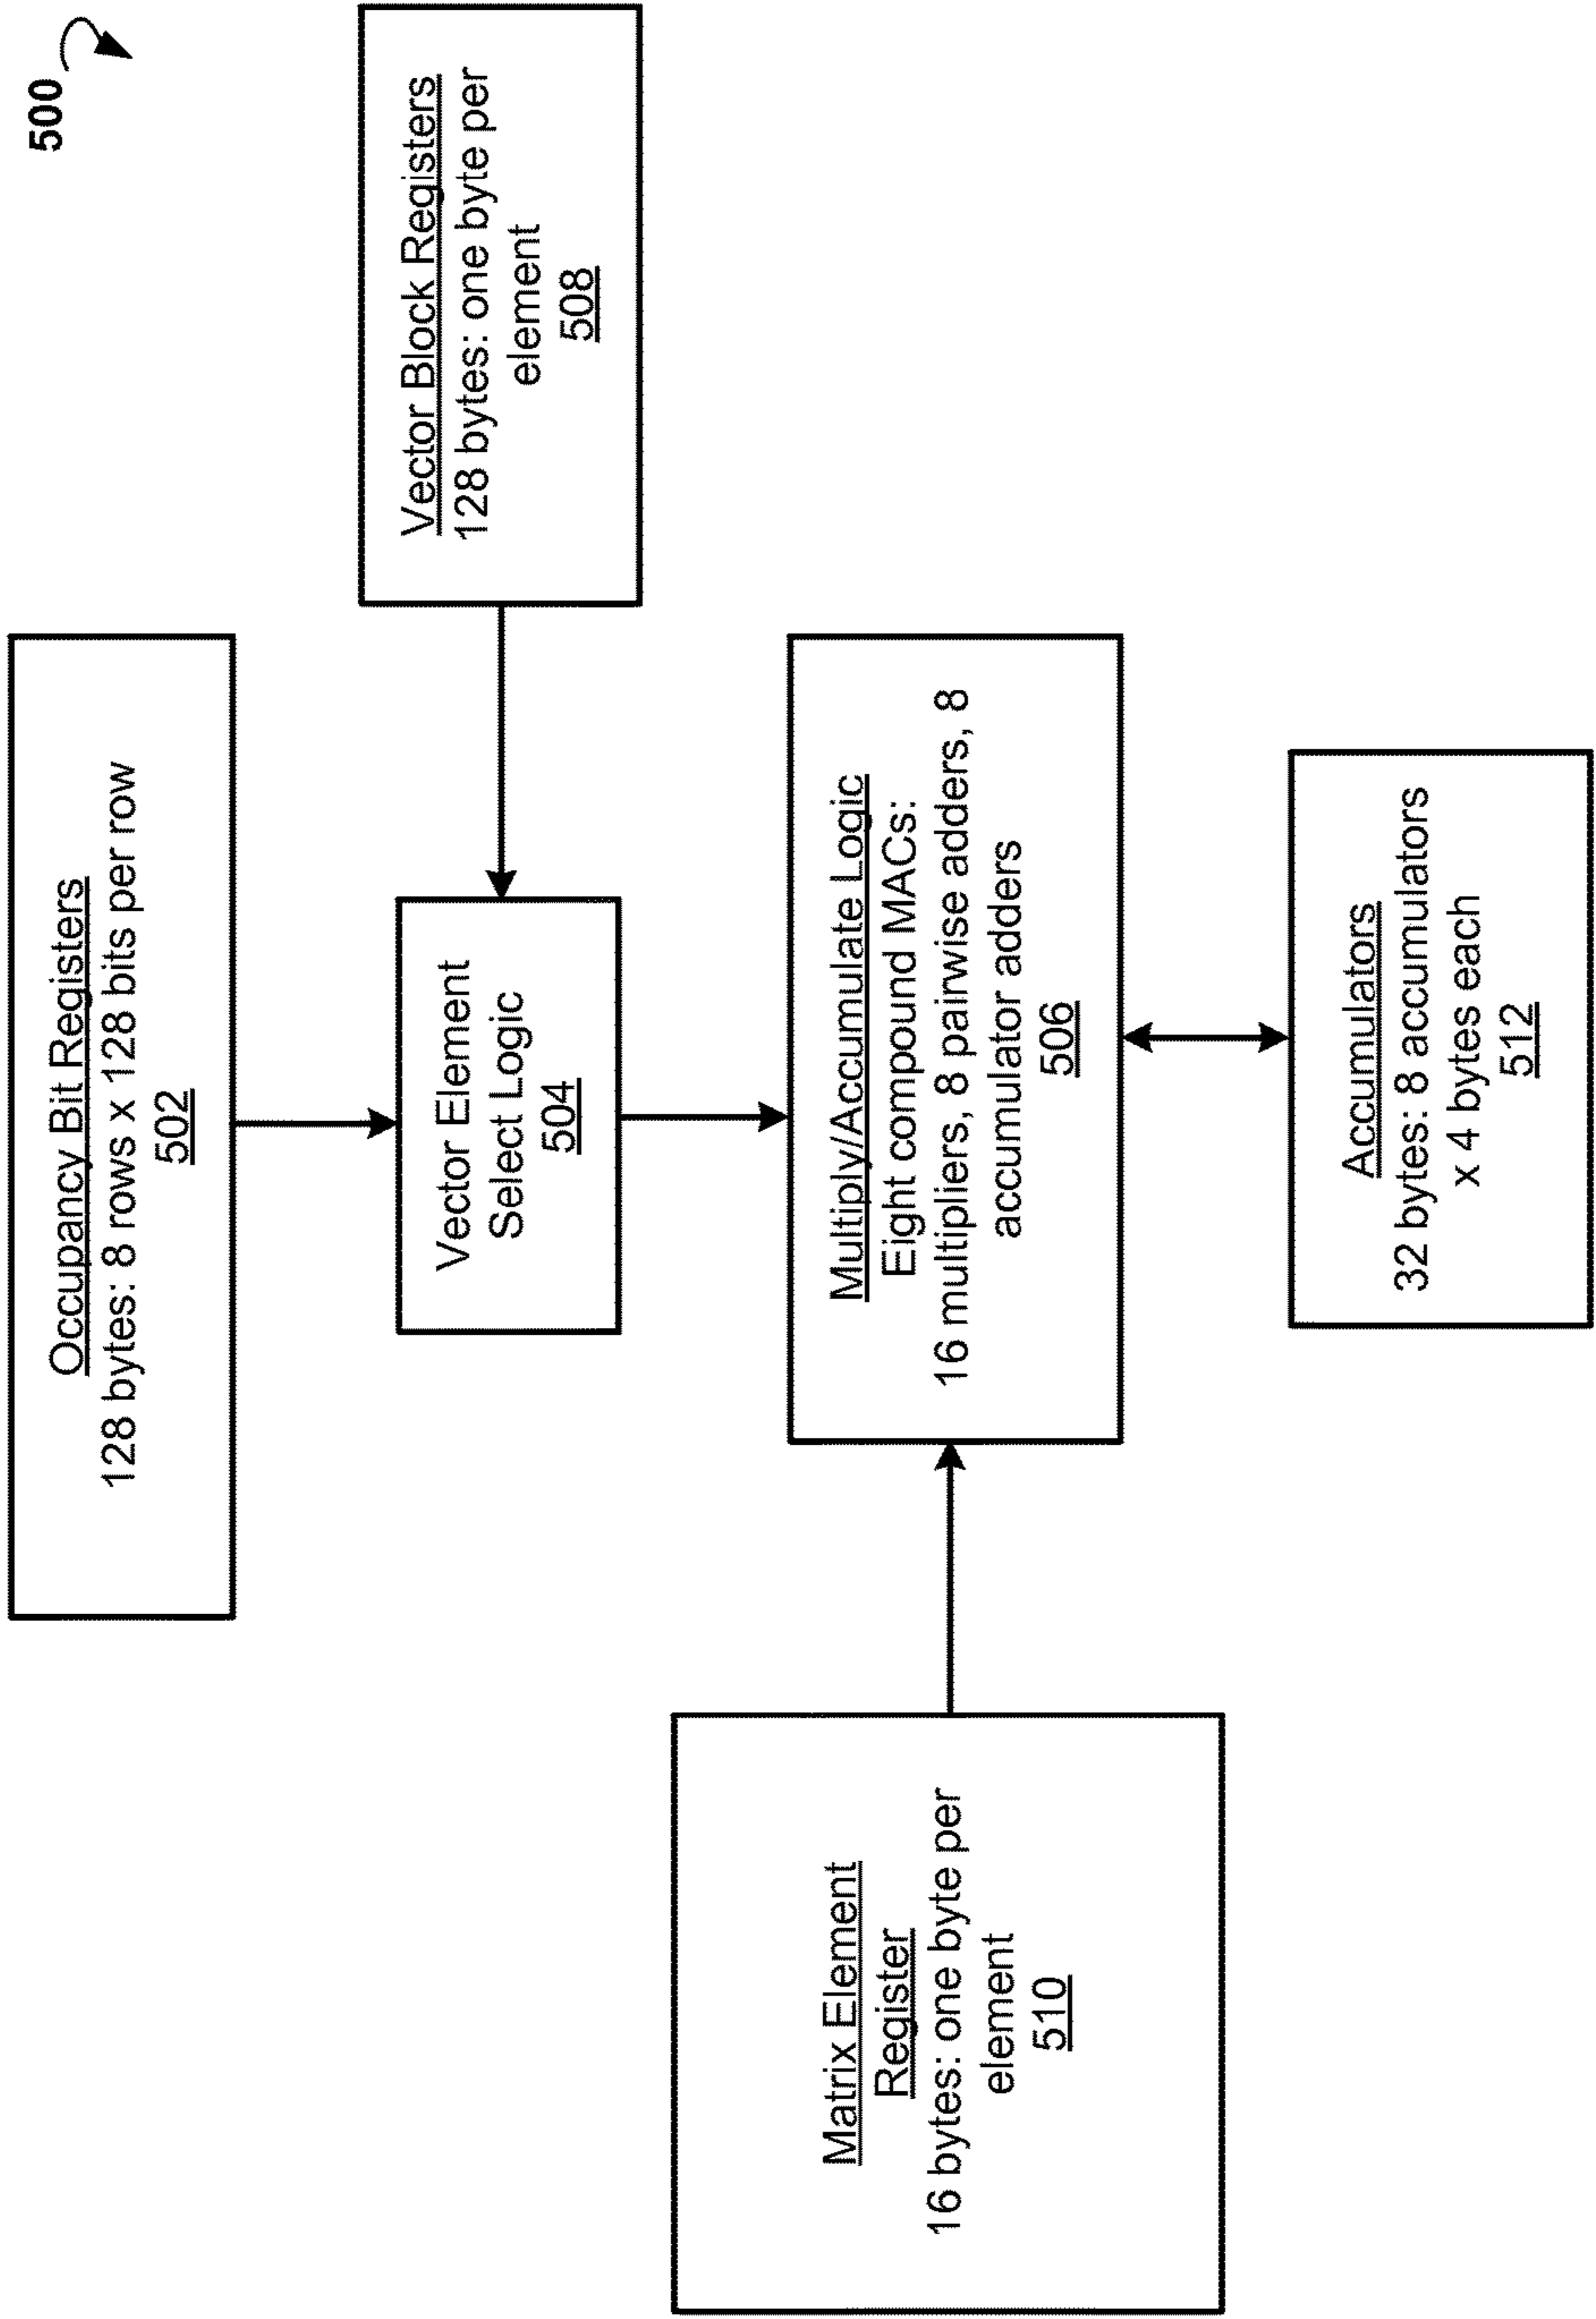 500
Occupancy Bit Registers
128 bytes: 8 rows x 128 bits per row
502
Vector Block Registers
128 bytes: one byte per
element
508
Vector Element
Select Logic
504
Multiply/Accumulate Logic
Eight compound MACs:
16 multipliers, 8 pairwise adders, 8
accumulator adders
506
Matrix Element
Register
16 bytes: one byte per
element
510
Accumulators
32 bytes: 8 accumulators
x 4 bytes each
512